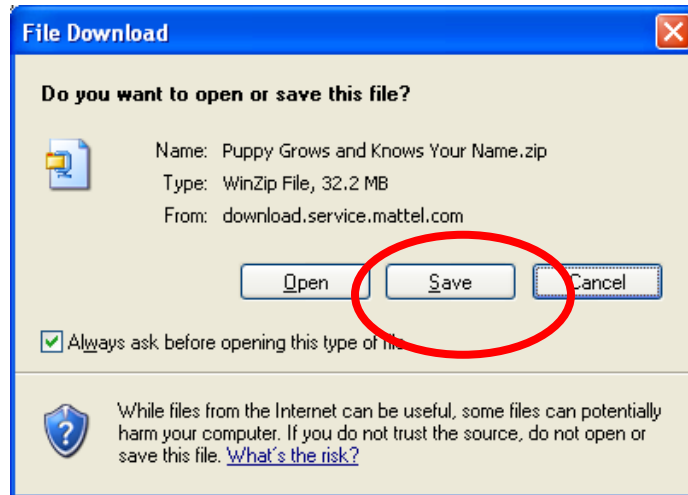 File Download
Do you want to open or save this file?
Name: Puppy Grows and Knows Your Name.zip
Type: WinZip File, 32.2 MB
From: download.service.mattel.com
Open Save Cancel
Always ask before opening this type of file
While files from the Internet can be useful, some files can potentially
harm your computer. If you do not trust the source, do not open or
save this file. What's the risk?